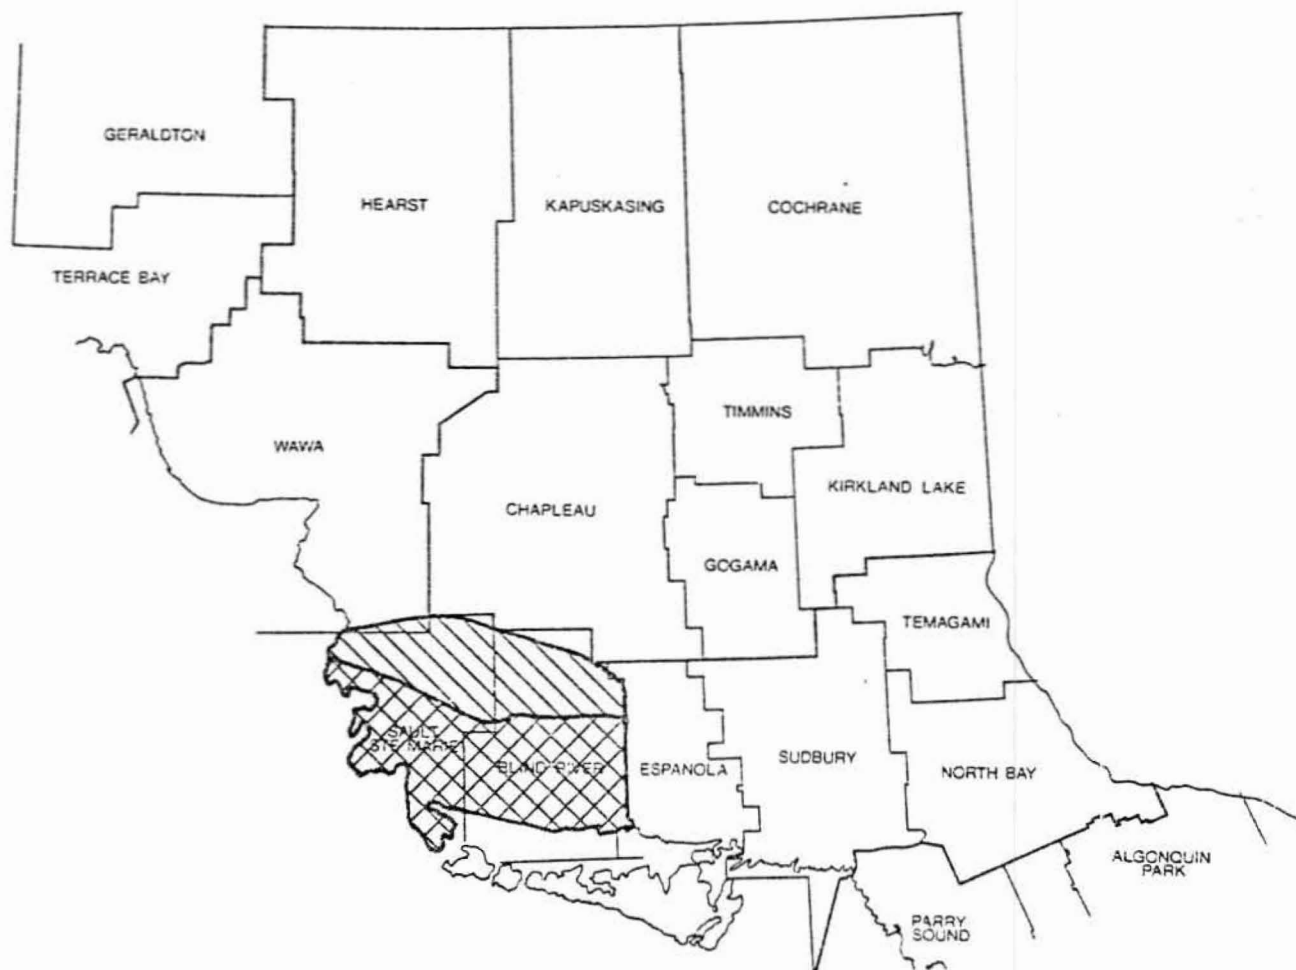 GERALDTON
HEARST
KAPUSKASING
COCHRANE
TERRACE BAY
TIMMINS
WAWA
KIRKLAND LAKE
CHAPLEAU
GOGAMA
TEMAGAMI
SAULT
STE MARIE
BLIND RIVER
ESPANOLA
SUDBURY
NORTH BAY
ALGONQUIN
PARK
PARRY
SOUND